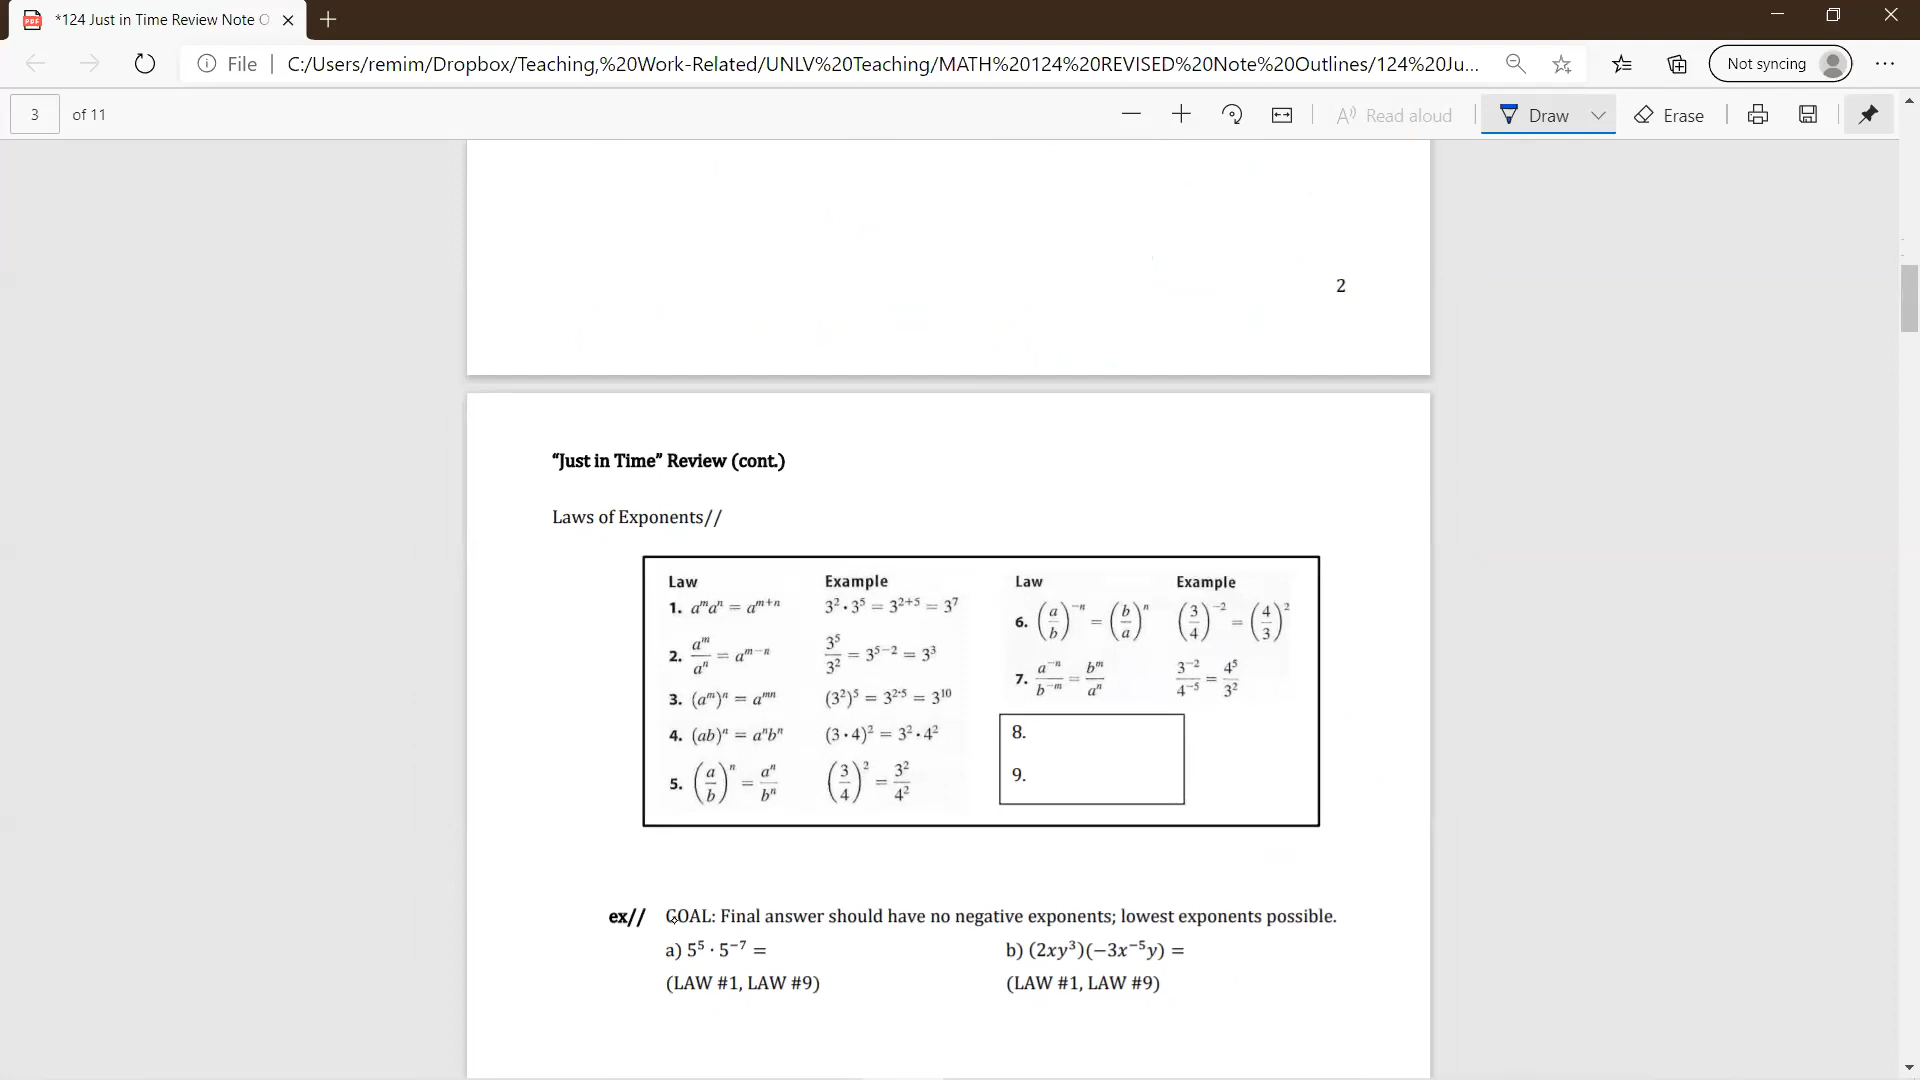 *124 Just in Time Review Note O
File
C:/Users/remim/Dropbox/Teaching,%20Work-Related/UNLV%20Teaching/MATH%20124%20REVISED%20Note%20Outlines/124%20Ju...
Not syncing
3 of 11
Read aloud
Draw
Erase
2
“Just in Time” Review (cont.)
Laws of Exponents//
Law Example Law Example
1. aᵐaⁿ = aᵐ⁺ⁿ 3² · 3⁵ = 3²⁺⁵ = 3⁷
6. (a/b)⁻ⁿ = (b/a)ⁿ (3/4)⁻² = (4/3)²
2. aᵐ/aⁿ = aᵐ⁻ⁿ 3⁵/3² = 3⁵⁻² = 3³
7. a⁻ⁿ/b⁻ᵐ = bᵐ/aⁿ 3⁻²/4⁻⁵ = 4⁵/3²
3. (aᵐ)ⁿ = aᵐⁿ (3²)⁵ = 3²·⁵ = 3¹⁰
4. (ab)ⁿ = aⁿbⁿ (3 · 4)² = 3² · 4²
8.
5. (a/b)ⁿ = aⁿ/bⁿ (3/4)² = 3²/4²
9.
ex// GOAL: Final answer should have no negative exponents; lowest exponents possible.
a) 5⁵ · 5⁻⁷ = b) (2xy³)(−3x⁻⁵y) =
(LAW #1, LAW #9) (LAW #1, LAW #9)